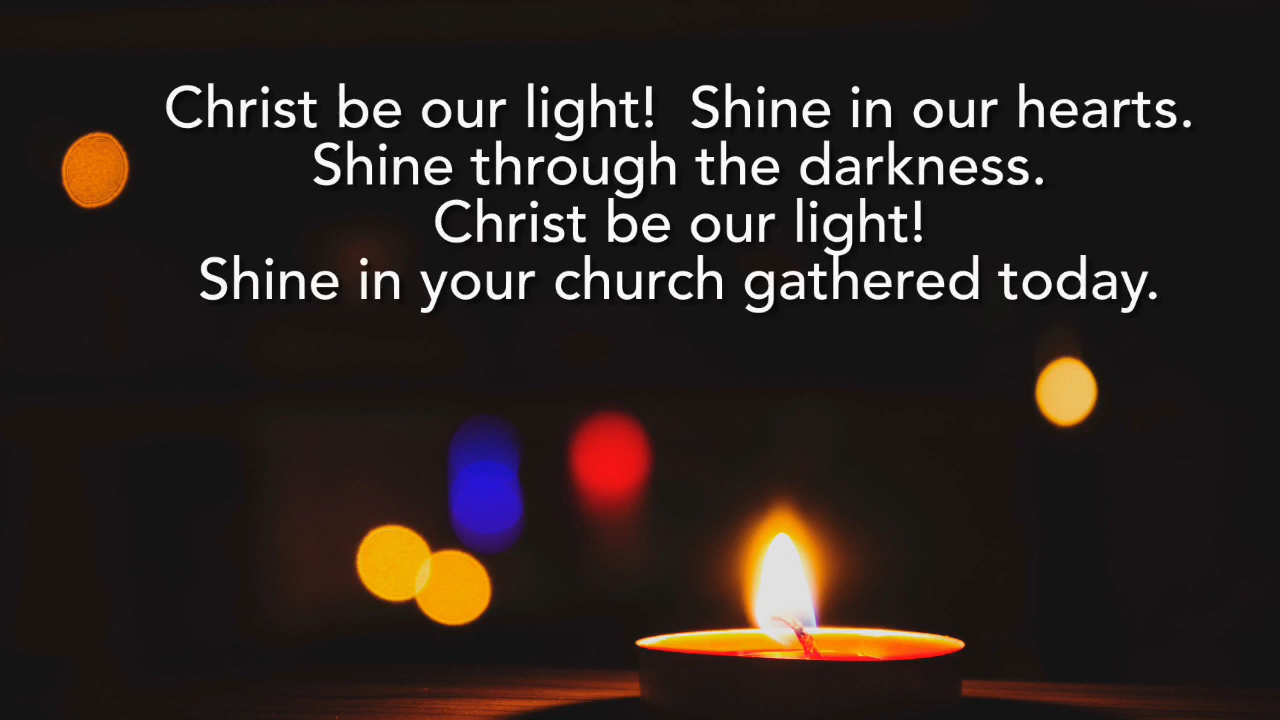 Christ be our light!  Shine in our hearts.
Shine through the darkness.
Christ be our light!
Shine in your church gathered today.